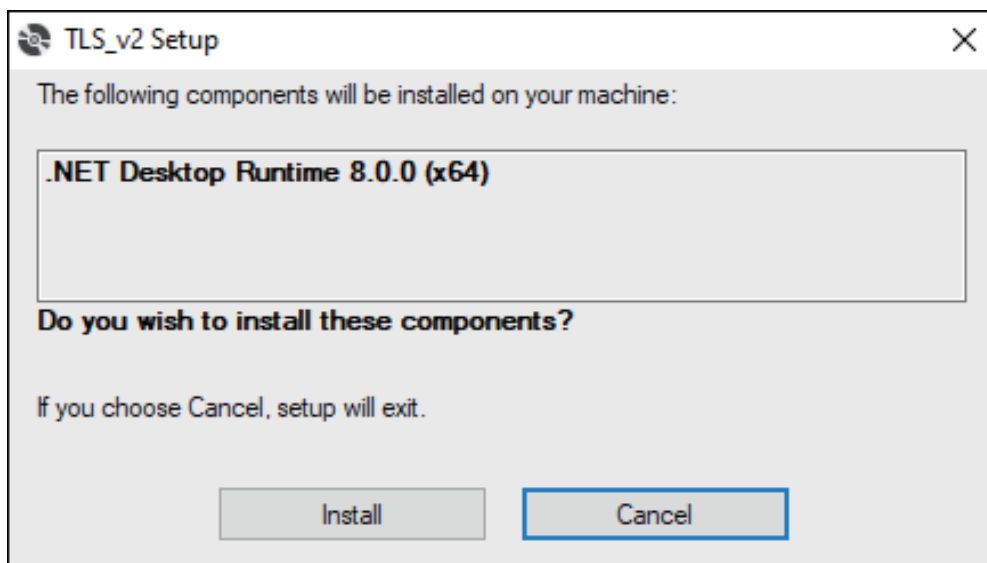 TLS_v2 Setup
The following components will be installed on your machine:
.NET Desktop Runtime 8.0.0 (x64)
Do you wish to install these components?
If you choose Cancel, setup will exit.
Install
Cancel